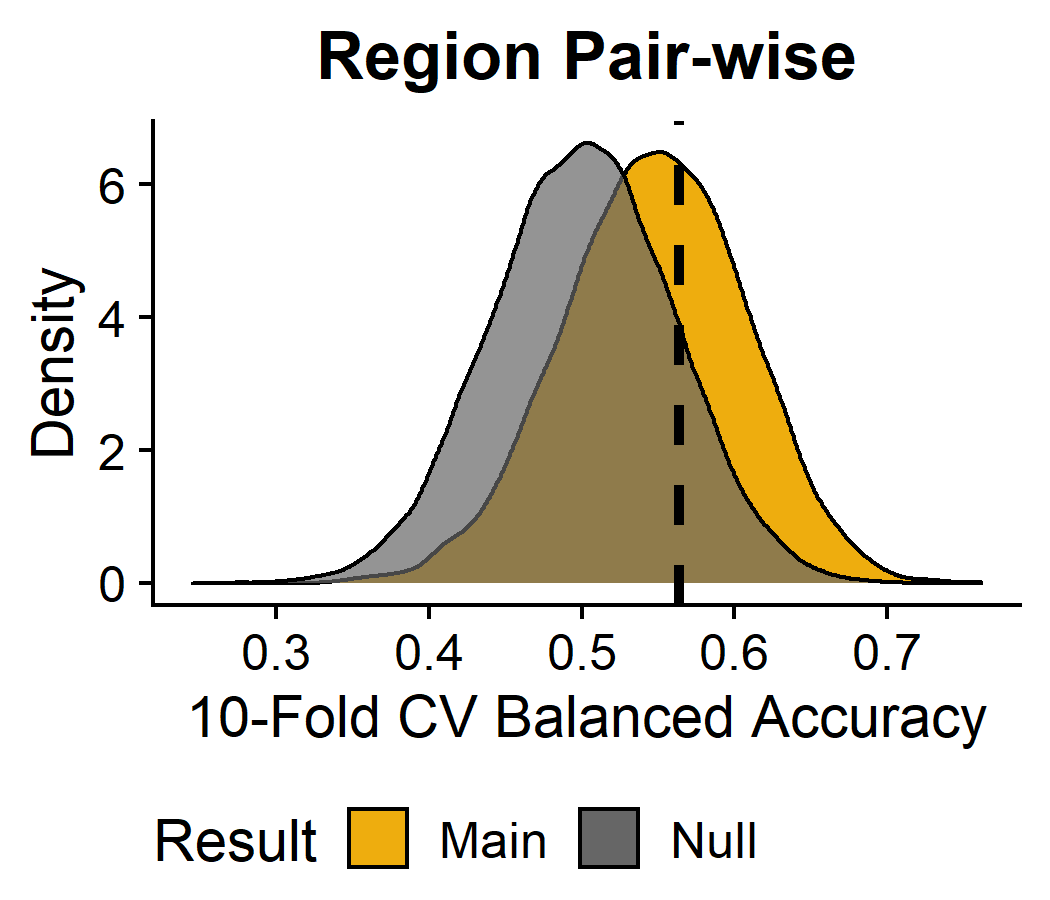 Region Pair-wise
6
4
2
0
Density
0.3 0.4 0.5 0.6 0.7
10-Fold CV Balanced Accuracy
Result Main Null